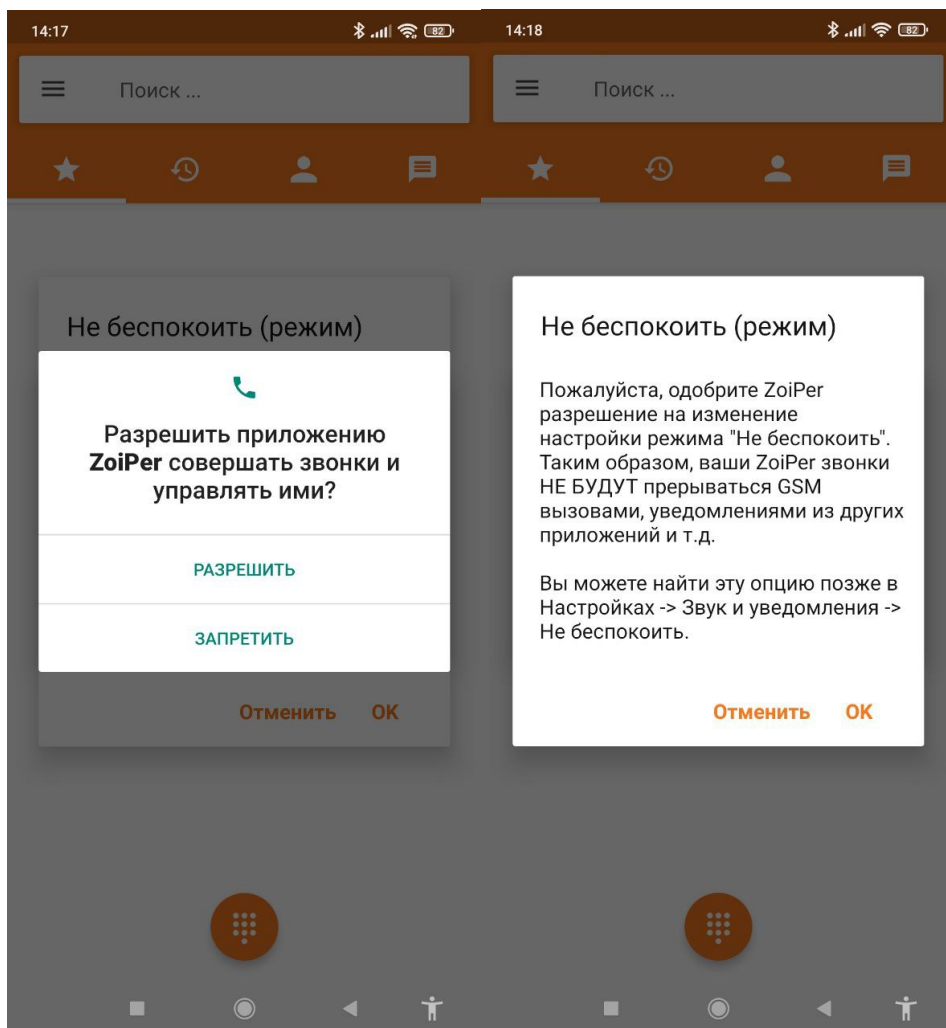 14:17
82
Поиск ...
Не беспокоить (режим)
Разрешить приложению
ZoiPer совершать звонки и
управлять ими?
РАЗРЕШИТЬ
ЗАПРЕТИТЬ
Отменить OK
14:18
82
Поиск ...
Не беспокоить (режим)
Пожалуйста, одобрите ZoiPer
разрешение на изменение
настройки режима "Не беспокоить".
Таким образом, ваши ZoiPer звонки
НЕ БУДУТ прерываться GSM
вызовами, уведомлениями из других
приложений и т.д.
Вы можете найти эту опцию позже в
Настройках -> Звук и уведомления ->
Не беспокоить.
Отменить OK